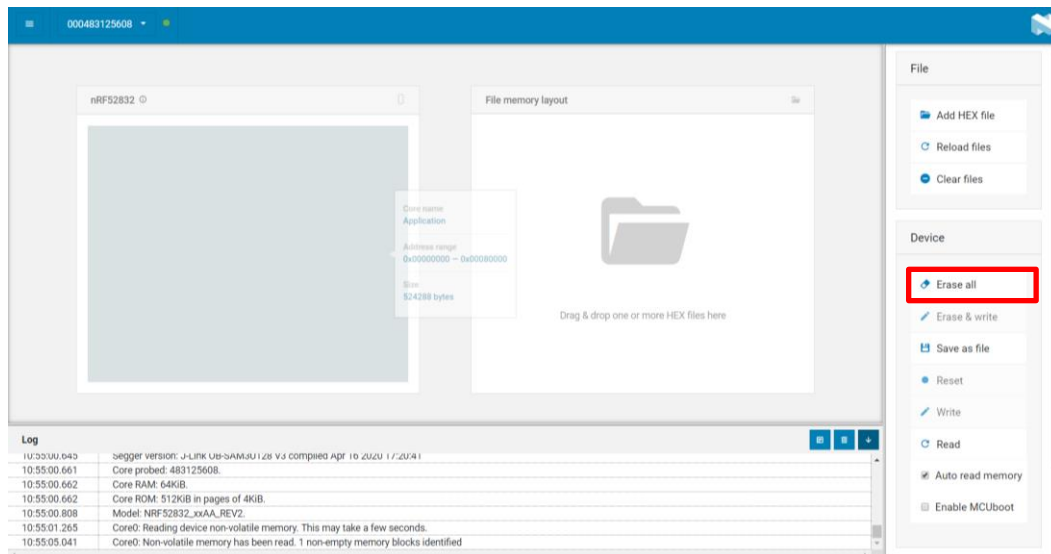 000483125608
nRF52832
File memory layout
Core name
Application
Address range
0x00000000 — 0x00080000
Size
524288 bytes
Drag & drop one or more HEX files here
File
Add HEX file
Reload files
Clear files
Device
Erase all
Erase & write
Save as file
Reset
Write
Read
Auto read memory
Enable MCUboot
Log
10:55:00.645 Segger version: J-Link OB-SAM3U128 V3 compiled Apr 16 2020 17:20:41
10:55:00.661 Core probed: 483125608.
10:55:00.662 Core RAM: 64KiB.
10:55:00.662 Core ROM: 512KiB in pages of 4KiB.
10:55:00.808 Model: NRF52832_xxAA_REV2.
10:55:01.265 Core0: Reading device non-volatile memory. This may take a few seconds.
10:55:05.041 Core0: Non-volatile memory has been read. 1 non-empty memory blocks identified